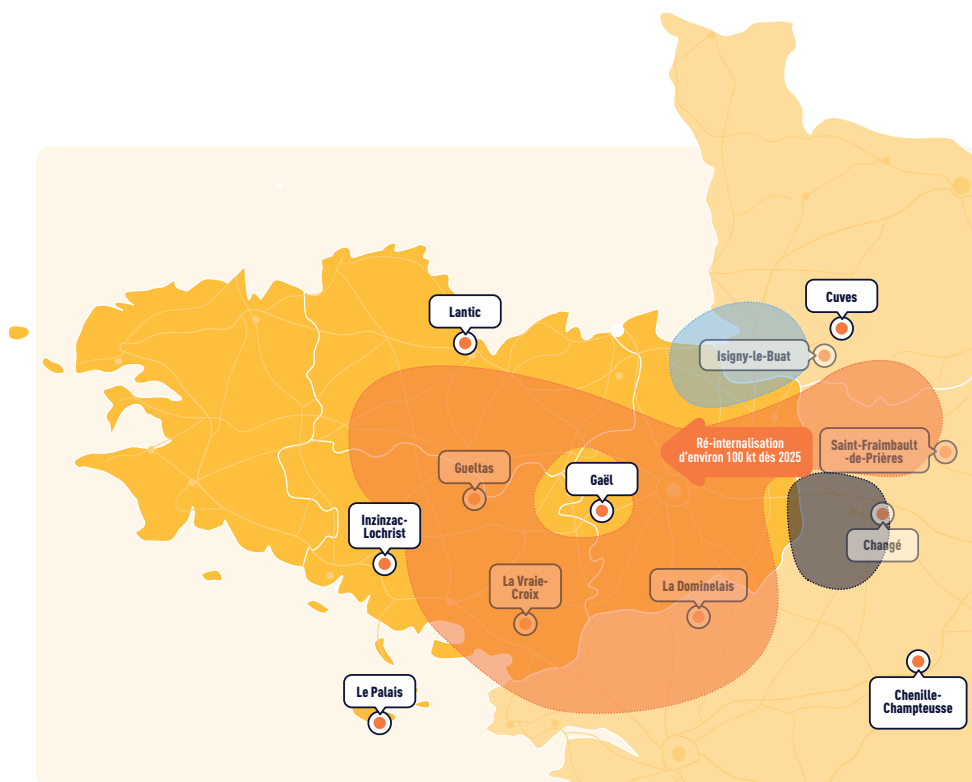 Cuves
Lantic
Isigny-le-Buat
Ré-internalisation
d'environ 100 kt dès 2025
Saint-Fraimbault
-de-Prières
Gueltas
Gaël
Inzinzac-
Lochrist
Changé
La Vraie-
Croix
La Dominelais
Le Palais
Chenille-
Champteusse